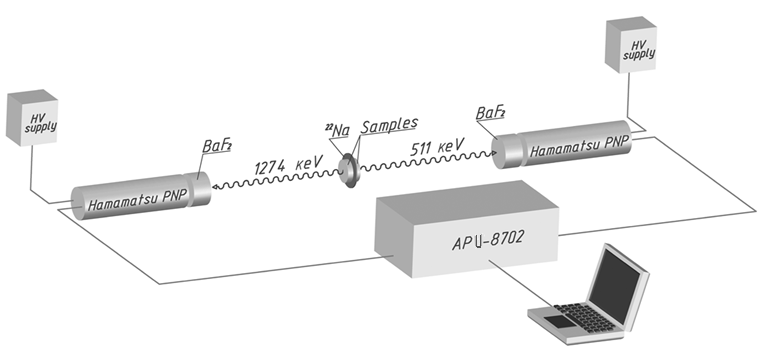 HV
supply
HV
supply
BaF₂
²²Na
Samples
BaF₂
1274 keV
511 keV
Hamamatsu PNP
Hamamatsu PNP
APU-8702